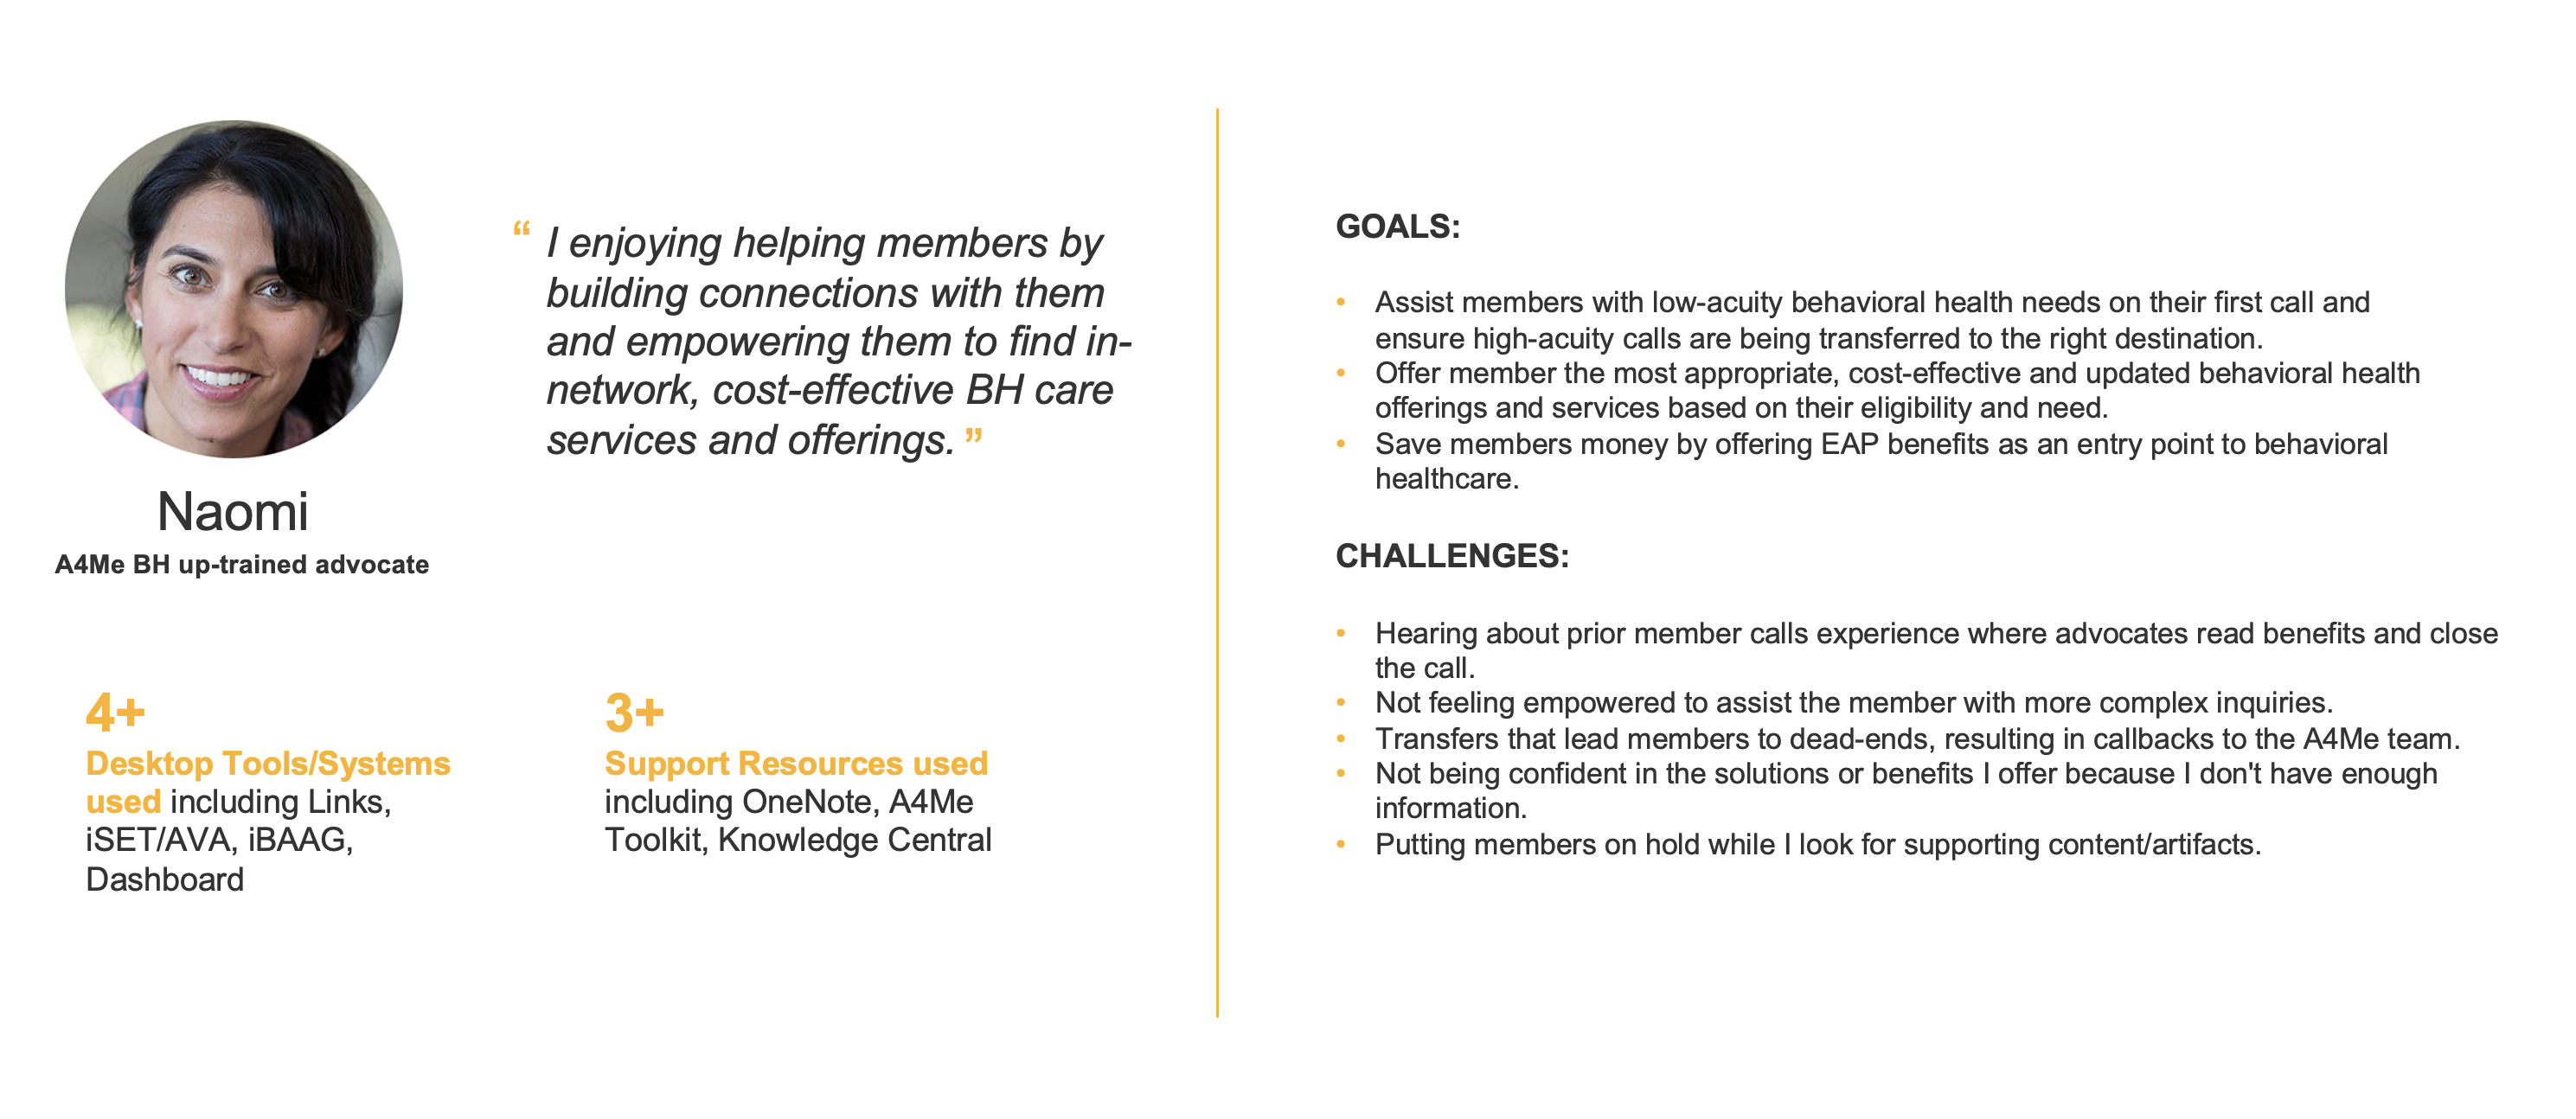 “ I enjoying helping members by
building connections with them
and empowering them to find in-
network, cost-effective BH care
services and offerings. ”
Naomi
A4Me BH up-trained advocate
4+
Desktop Tools/Systems
used including Links,
iSET/AVA, iBAAG,
Dashboard
3+
Support Resources used
including OneNote, A4Me
Toolkit, Knowledge Central
GOALS:
• Assist members with low-acuity behavioral health needs on their first call and
ensure high-acuity calls are being transferred to the right destination.
• Offer member the most appropriate, cost-effective and updated behavioral health
offerings and services based on their eligibility and need.
• Save members money by offering EAP benefits as an entry point to behavioral
healthcare.
CHALLENGES:
• Hearing about prior member calls experience where advocates read benefits and close
the call.
• Not feeling empowered to assist the member with more complex inquiries.
• Transfers that lead members to dead-ends, resulting in callbacks to the A4Me team.
• Not being confident in the solutions or benefits I offer because I don't have enough
information.
• Putting members on hold while I look for supporting content/artifacts.